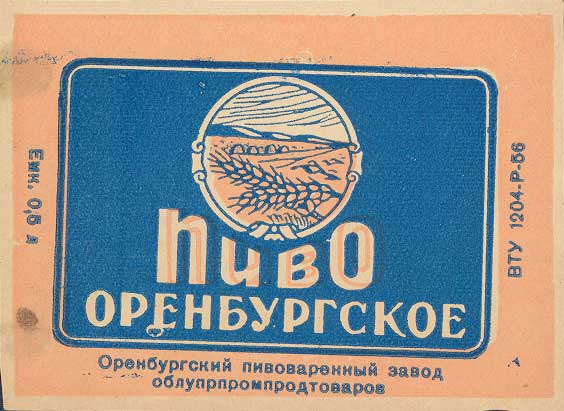 Емк. 0,5 л
ВТУ 1204-Р-56
Пиво
ОРЕНБУРГСКОЕ
Оренбургский пивоваренный завод
облупрпромпродтоваров